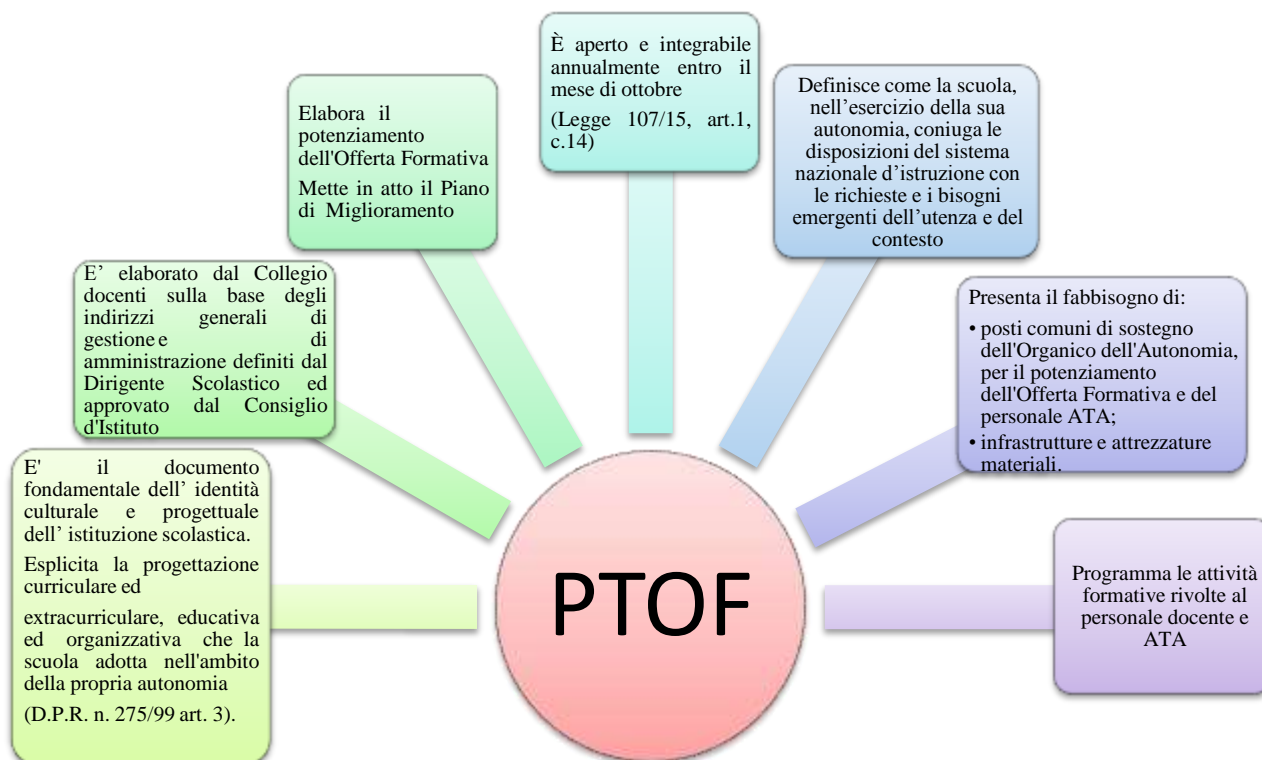 E' il documento
fondamentale dell' identità
culturale e progettuale
dell' istituzione scolastica.
Esplicita la progettazione
curriculare ed
extracurriculare, educativa
ed organizzativa che la
scuola adotta nell'ambito
della propria autonomia
(D.P.R. n. 275/99 art. 3).
E' elaborato dal Collegio
docenti sulla base degli
indirizzi generali di
gestione e di
amministrazione definiti dal
Dirigente Scolastico ed
approvato dal Consiglio
d'Istituto
Elabora il
potenziamento
dell'Offerta Formativa
Mette in atto il Piano
di Miglioramento
È aperto e integrabile
annualmente entro il
mese di ottobre
(Legge 107/15, art.1,
c.14)
Definisce come la scuola,
nell'esercizio della sua
autonomia, coniuga le
disposizioni del sistema
nazionale d'istruzione con
le richieste e i bisogni
emergenti dell'utenza e del
contesto
Presenta il fabbisogno di:
• posti comuni di sostegno
dell'Organico dell'Autonomia,
per il potenziamento
dell'Offerta Formativa e del
personale ATA;
• infrastrutture e attrezzature
materiali.
Programma le attività
formative rivolte al
personale docente e
ATA
PTOF